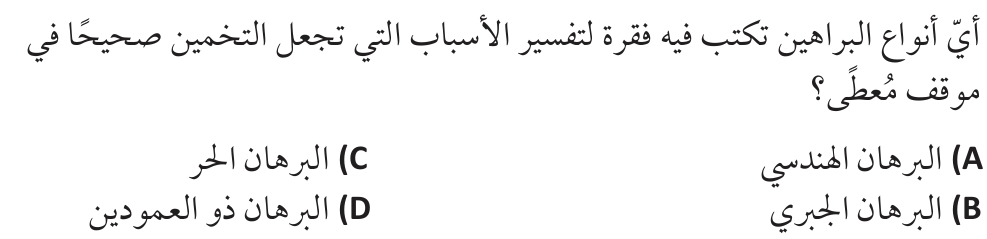 أيّ أنواع البراهين تكتب فيه فقرة لتفسير الأسباب التي تجعل التخمين صحيحًا في
موقف مُعطًى؟
A) البرهان الهندسي
C) البرهان الحر
B) البرهان الجبري
D) البرهان ذو العمودين